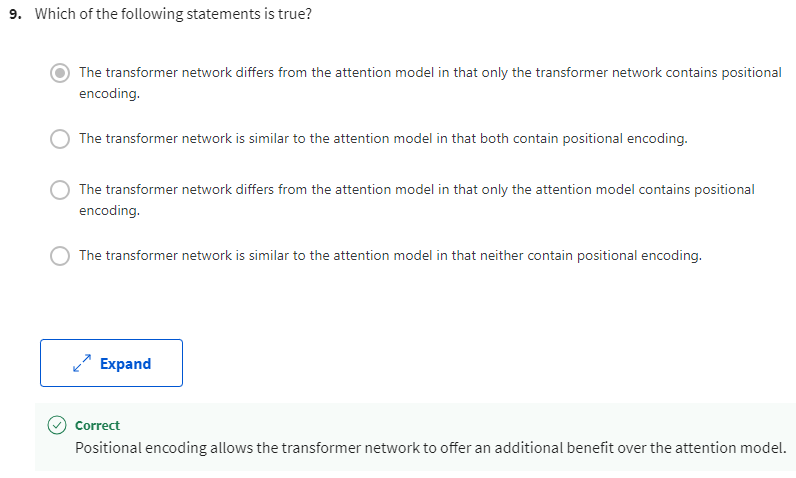 9. Which of the following statements is true?
The transformer network differs from the attention model in that only the transformer network contains positional
encoding.
The transformer network is similar to the attention model in that both contain positional encoding.
The transformer network differs from the attention model in that only the attention model contains positional
encoding.
The transformer network is similar to the attention model in that neither contain positional encoding.
Expand
Correct
Positional encoding allows the transformer network to offer an additional benefit over the attention model.